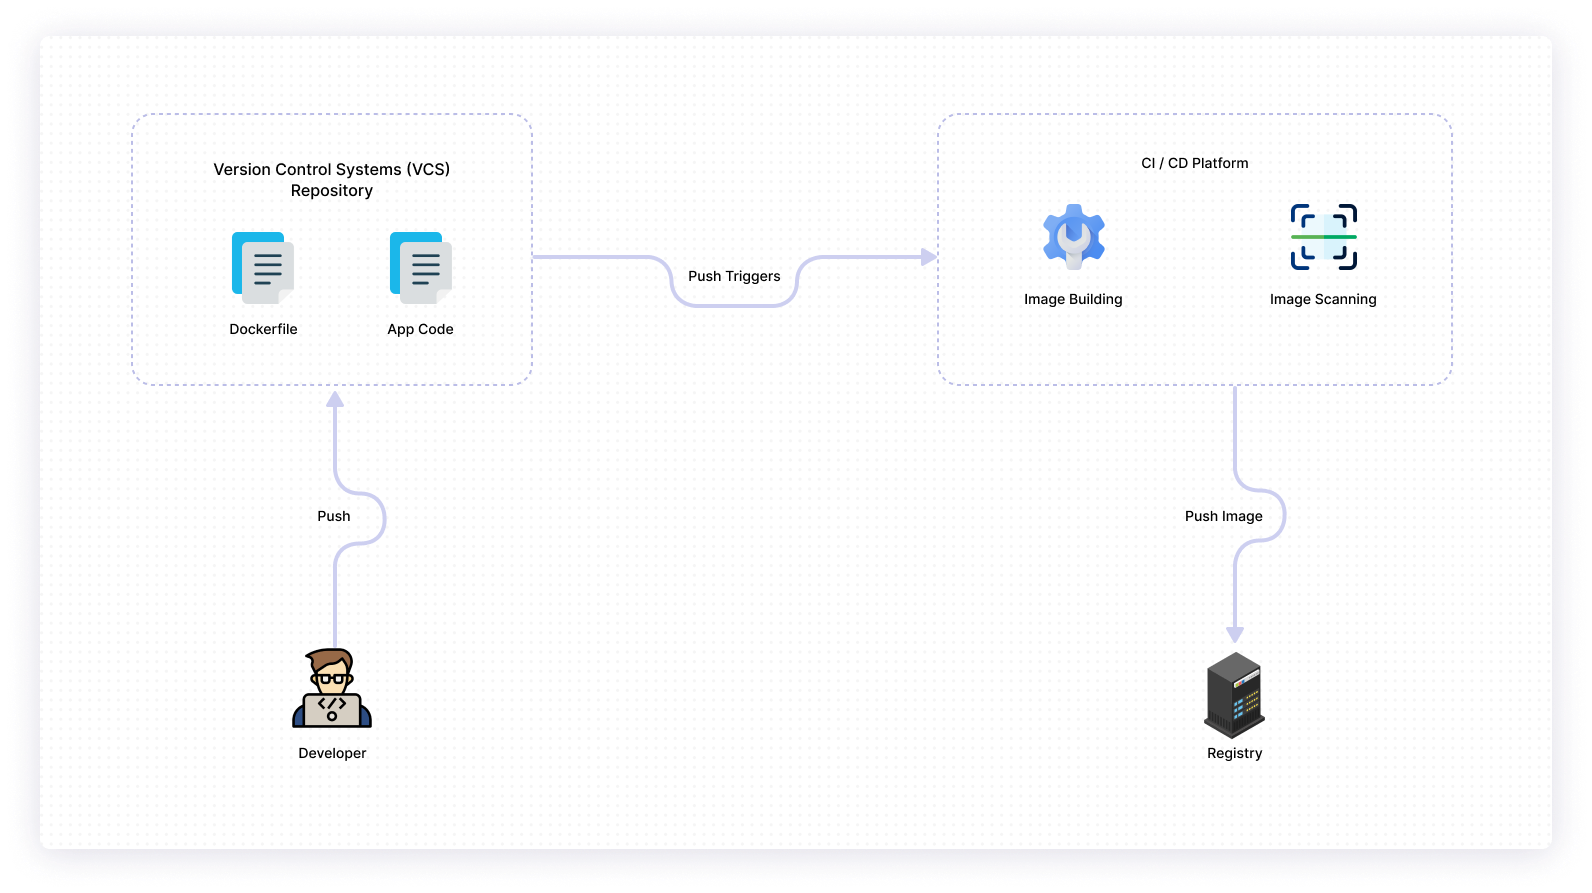 Version Control Systems (VCS)
Repository
Dockerfile
App Code
Push Triggers
CI / CD Platform
Image Building
Image Scanning
Push
Push Image
Developer
Registry